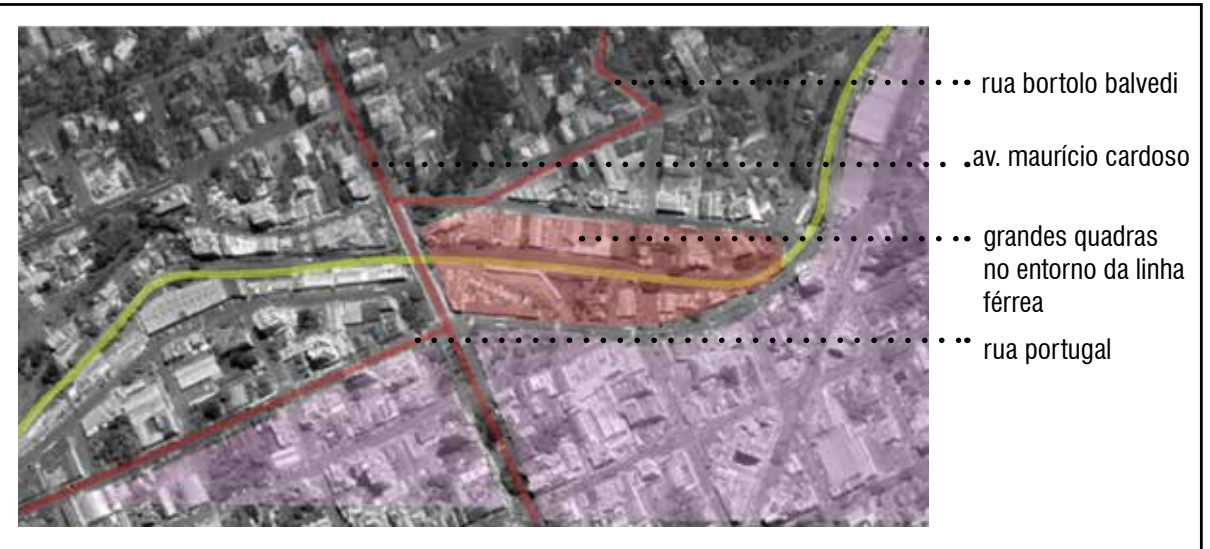 rua bortolo balvedi
av. maurício cardoso
grandes quadras
no entorno da linha
férrea
rua portugal